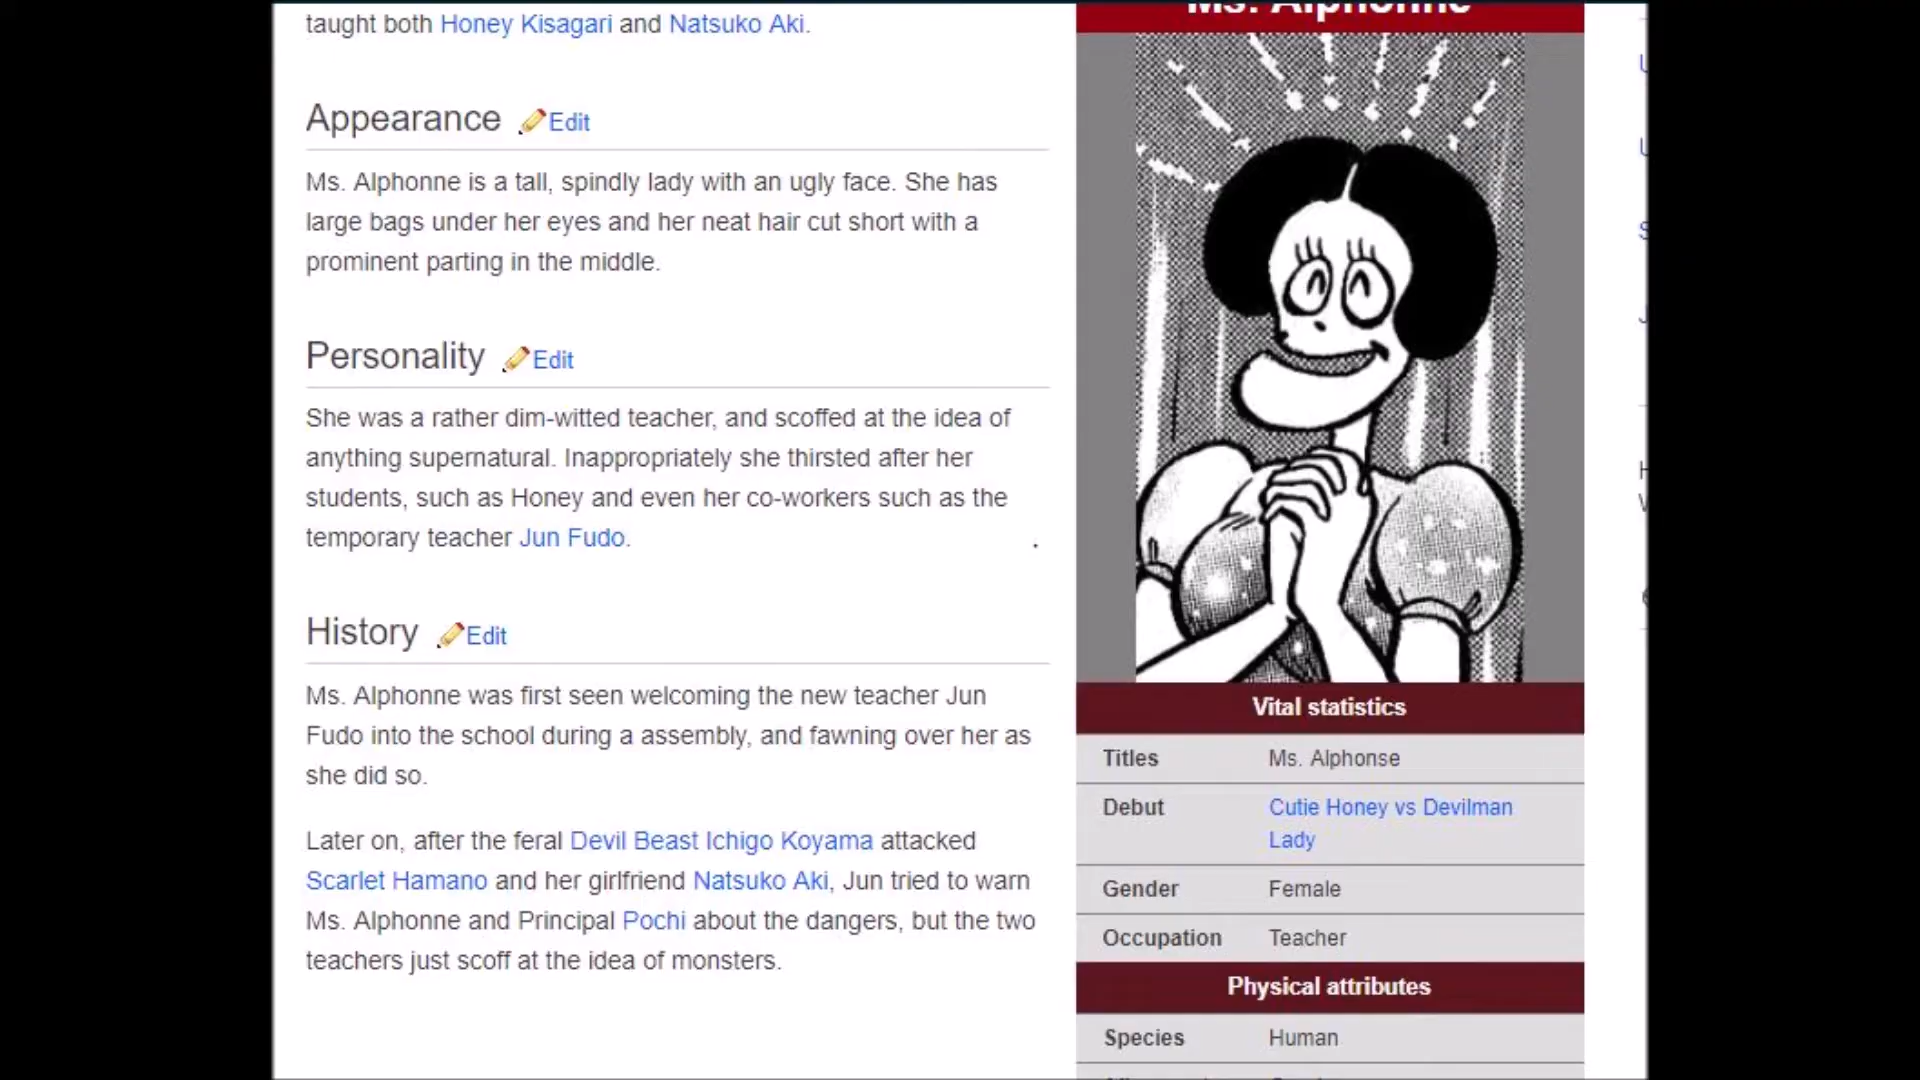 taught both Honey Kisagari and Natsuko Aki.
Appearance Edit
Ms. Alphonne is a tall, spindly lady with an ugly face. She has
large bags under her eyes and her neat hair cut short with a
prominent parting in the middle.
Personality Edit
She was a rather dim-witted teacher, and scoffed at the idea of
anything supernatural. Inappropriately she thirsted after her
students, such as Honey and even her co-workers such as the
temporary teacher Jun Fudo.
History Edit
Ms. Alphonne was first seen welcoming the new teacher Jun
Fudo into the school during a assembly, and fawning over her as
she did so.
Later on, after the feral Devil Beast Ichigo Koyama attacked
Scarlet Hamano and her girlfriend Natsuko Aki, Jun tried to warn
Ms. Alphonne and Principal Pochi about the dangers, but the two
teachers just scoff at the idea of monsters.
Ms. Alphonne
Vital statistics
Titles Ms. Alphonse
Debut Cutie Honey vs Devilman
Lady
Gender Female
Occupation Teacher
Physical attributes
Species Human